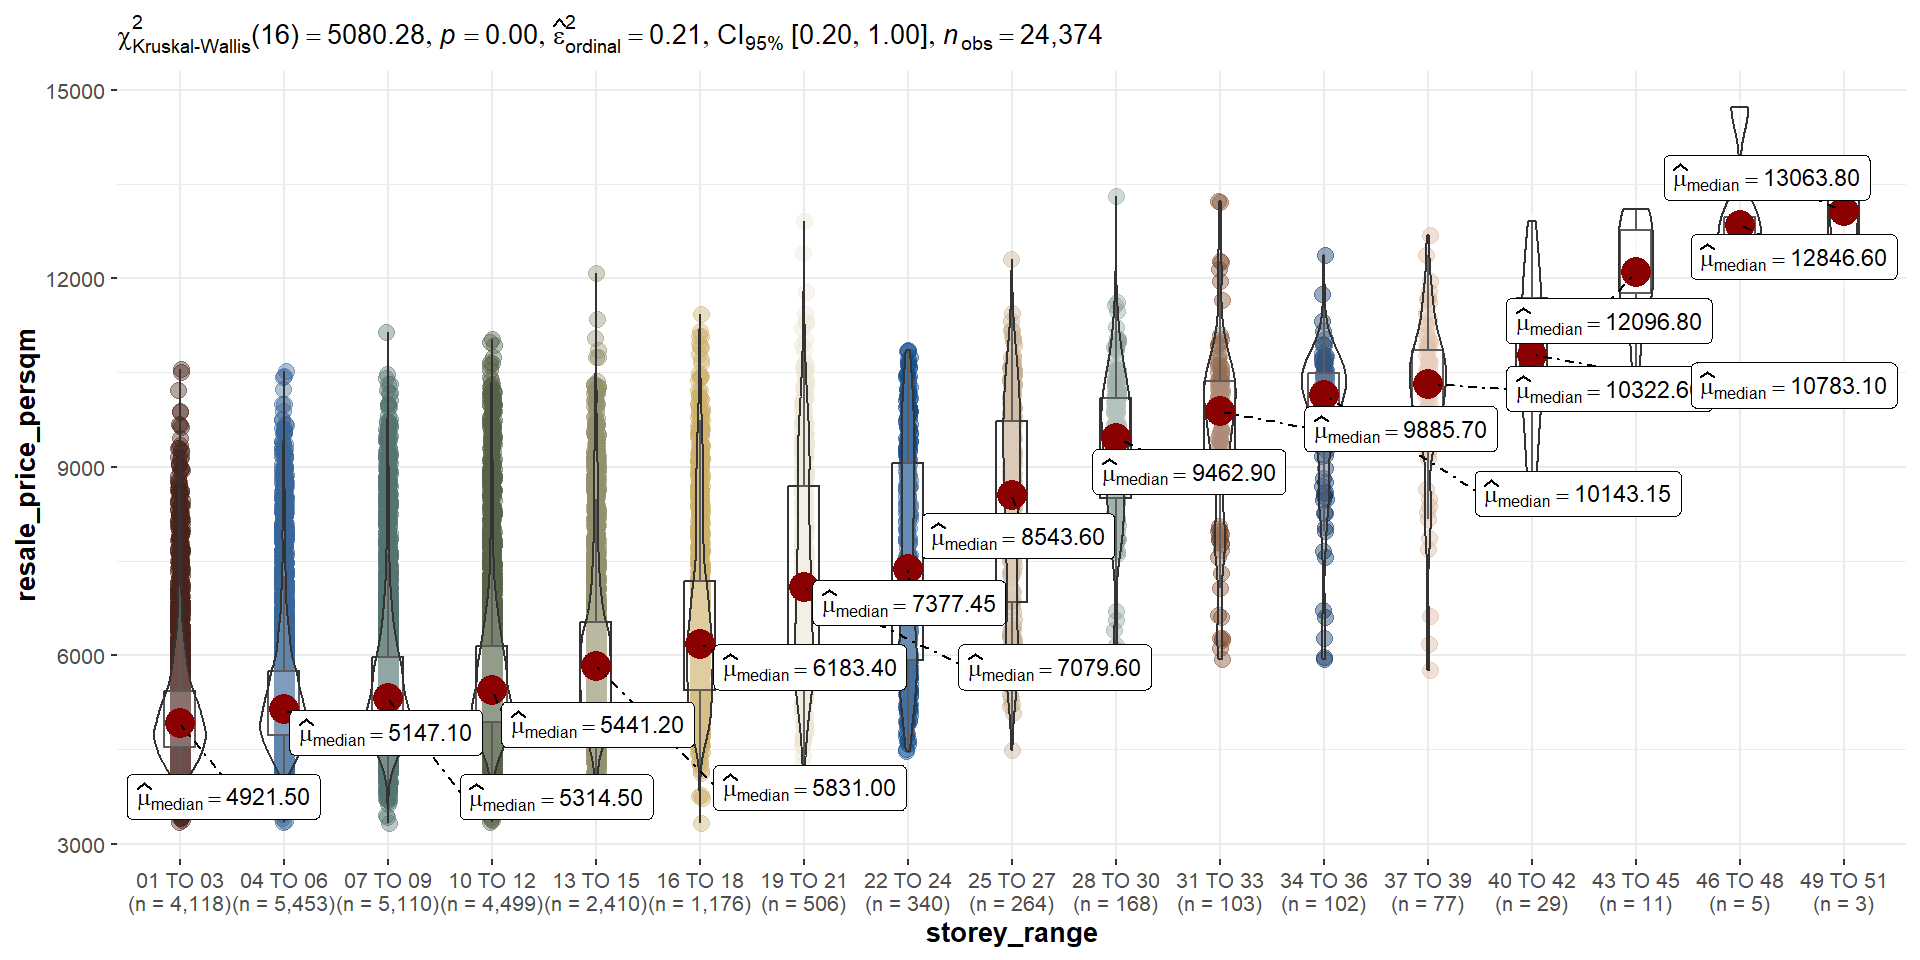 χ²Kruskal-Wallis(16) = 5080.28, p = 0.00, ε̂²ordinal = 0.21, CI95% [0.20, 1.00], nobs = 24,374
resale_price_persqm
15000
12000
9000
6000
3000
μ̂median = 13063.80
μ̂median = 12846.60
μ̂median = 12096.80
μ̂median = 10322.6
μ̂median = 10783.10
μ̂median = 9885.70
μ̂median = 9462.90
μ̂median = 10143.15
μ̂median = 8543.60
μ̂median = 7377.45
μ̂median = 6183.40
μ̂median = 7079.60
μ̂median = 5147.10
μ̂median = 5441.20
μ̂median = 4921.50
μ̂median = 5314.50
μ̂median = 5831.00
01 TO 03 04 TO 06 07 TO 09 10 TO 12 13 TO 15 16 TO 18 19 TO 21 22 TO 24 25 TO 27 28 TO 30 31 TO 33 34 TO 36 37 TO 39 40 TO 42 43 TO 45 46 TO 48 49 TO 51
(n = 4,118) (n = 5,453) (n = 5,110) (n = 4,499) (n = 2,410) (n = 1,176) (n = 506) (n = 340) (n = 264) (n = 168) (n = 103) (n = 102) (n = 77) (n = 29) (n = 11) (n = 5) (n = 3)
storey_range